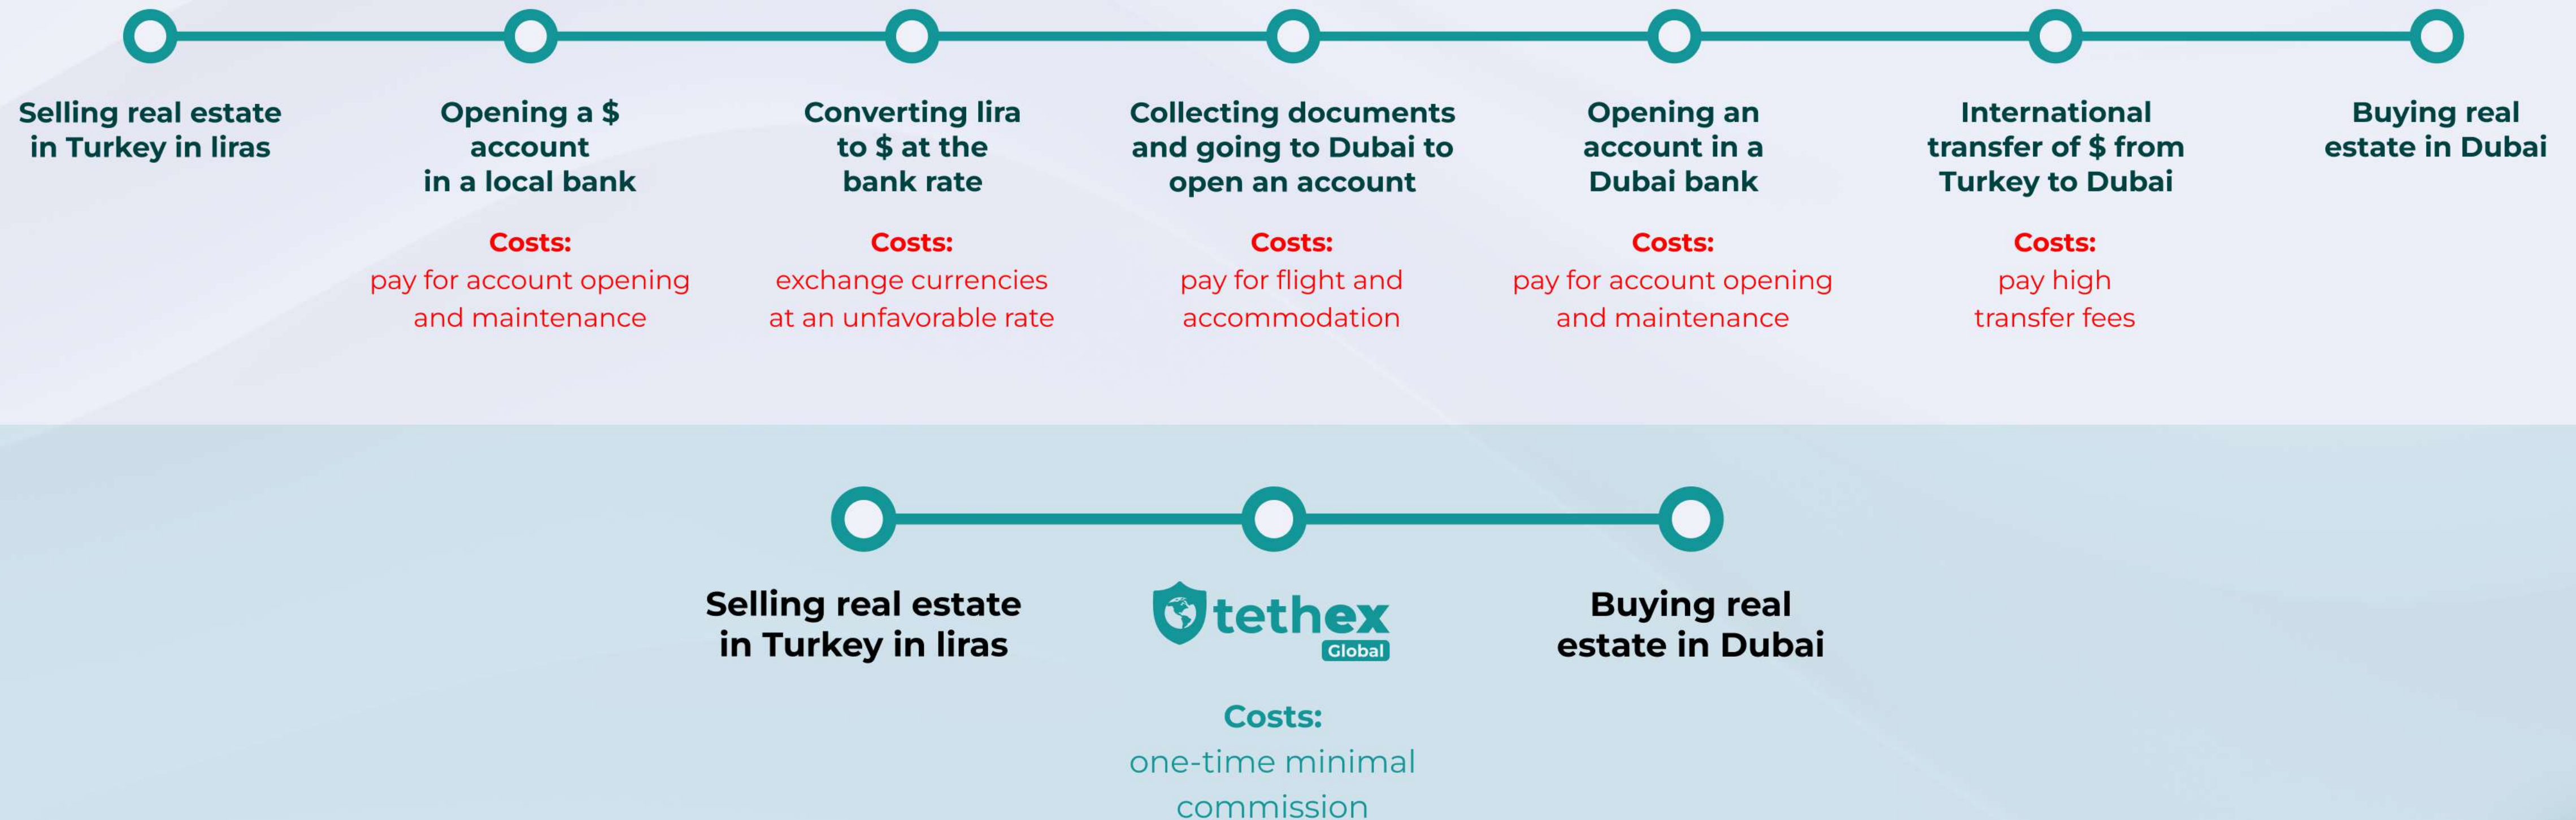 Selling real estate
in Turkey in liras
Opening a $
account
in a local bank
Costs:
pay for account opening
and maintenance
Converting lira
to $ at the
bank rate
Costs:
exchange currencies
at an unfavorable rate
Collecting documents
and going to Dubai to
open an account
Costs:
pay for flight and
accommodation
Opening an
account in a
Dubai bank
Costs:
pay for account opening
and maintenance
International
transfer of $ from
Turkey to Dubai
Costs:
pay high
transfer fees
Buying real
estate in Dubai
Selling real estate
in Turkey in liras
tethex
Global
Costs:
one-time minimal
commission
Buying real
estate in Dubai